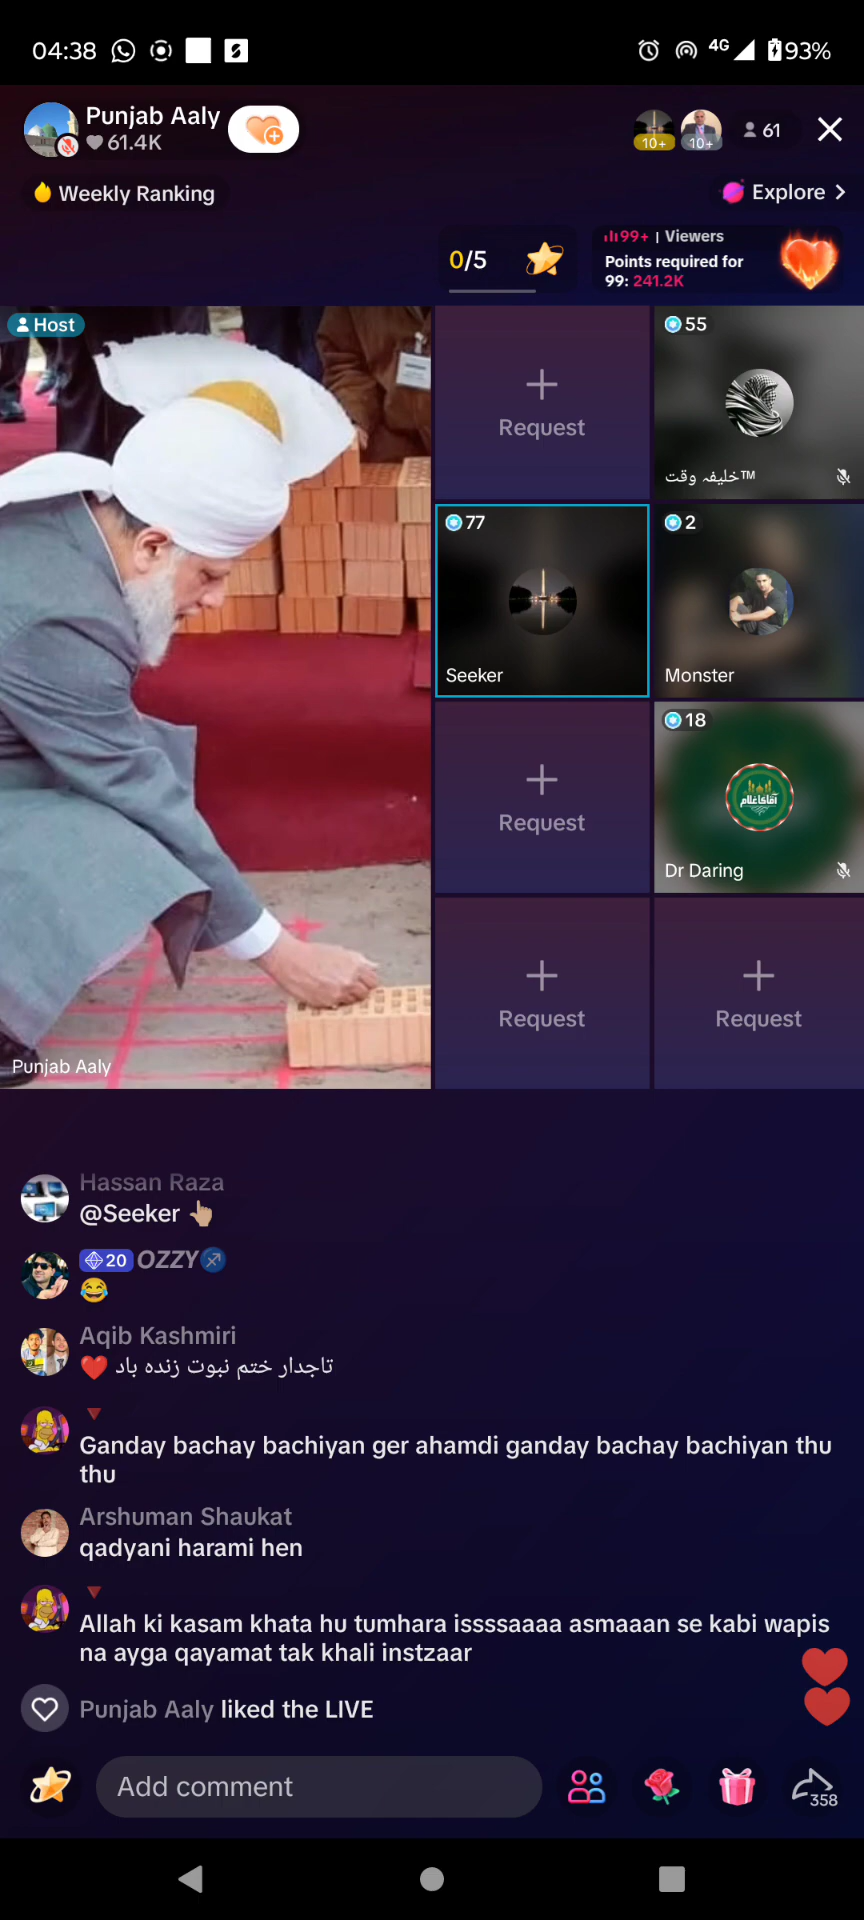 04:38
4G
93%
Punjab Aaly
61.4K
10+
10+
61
Weekly Ranking
Explore
0/5
99+ | Viewers
Points required for
99: 241.2K
Host
Request
55
خلیفہ وقت™
77
Seeker
2
Monster
Request
18
آقا کا غلام
Dr Daring
Request
Request
Punjab Aaly
Hassan Raza
@Seeker
20 OZZY
Aqib Kashmiri
تاجدار ختم نبوت زندہ باد
Ganday bachay bachiyan ger ahamdi ganday bachay bachiyan thu
thu
Arshuman Shaukat
qadyani harami hen
Allah ki kasam khata hu tumhara issssaaaa asmaaan se kabi wapis
na ayga qayamat tak khali instzaar
Punjab Aaly liked the LIVE
Add comment
358